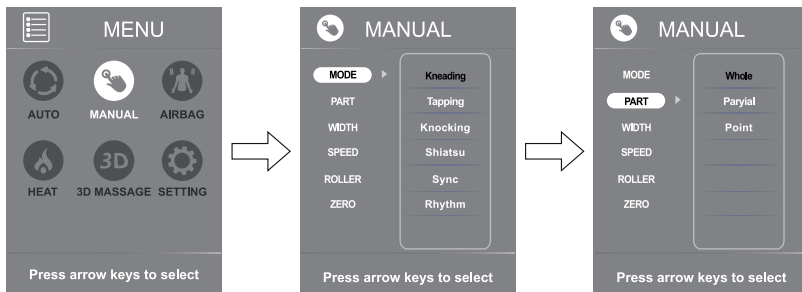 MENU
AUTO MANUAL AIRBAG
3D
HEAT 3D MASSAGE SETTING
Press arrow keys to select
MANUAL
MODE Kneading
PART Tapping
WIDTH Knocking
SPEED Shiatsu
ROLLER Sync
ZERO Rhythm
Press arrow keys to select
MANUAL
MODE Whole
PART Paryial
WIDTH Point
SPEED
ROLLER
ZERO
Press arrow keys to select